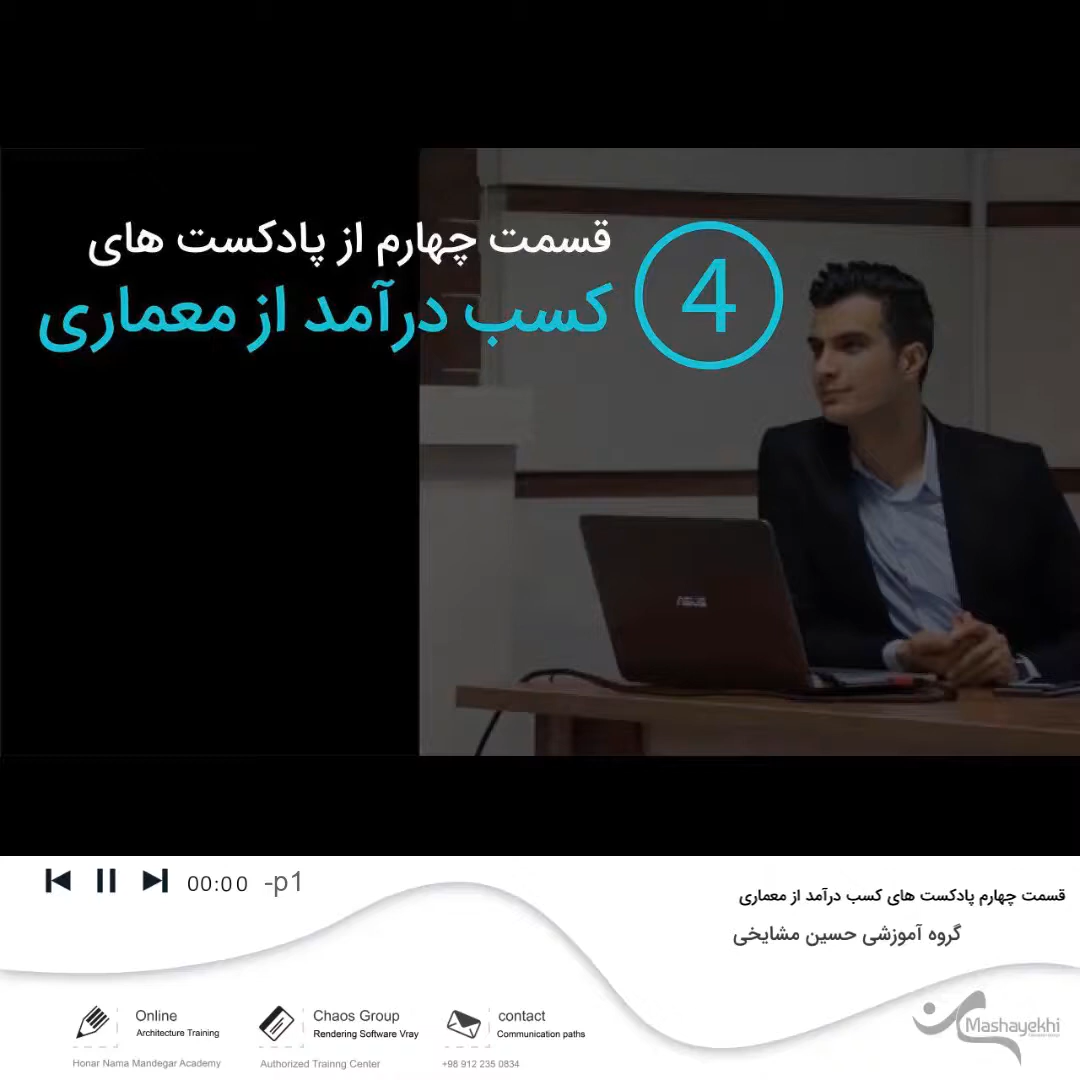 قسمت چهارم از پادکست های
کسب درآمد از معماری
4
ASUS
00:00 -p1
قسمت چهارم پادکست های کسب درآمد از معماری
گروه آموزشی حسین مشایخی
Online
Architecture Training
Honar Nama Mandegar Academy
Chaos Group
Rendering Software Vray
Authorized Trainng Center
contact
Communication paths
+98 912 235 0834
Mashayekhi